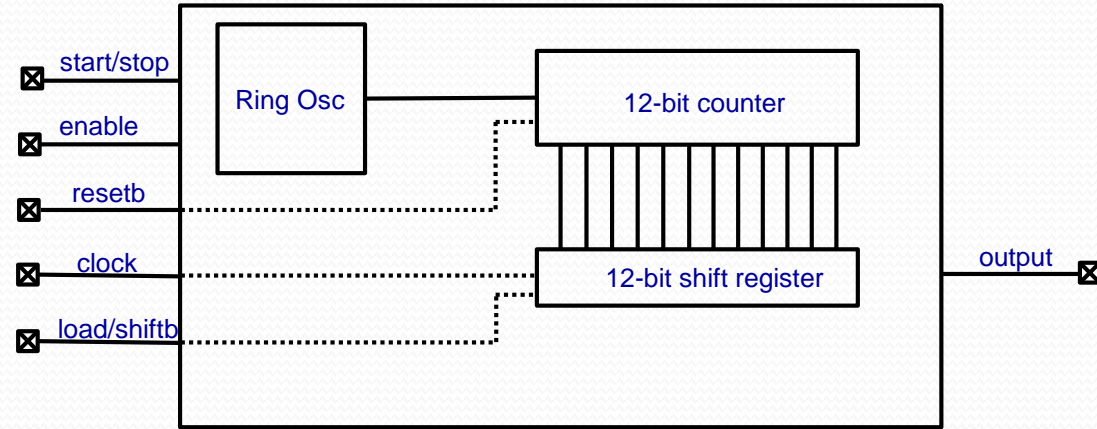 start/stop
enable
resetb
clock
load/shiftb
Ring Osc
12-bit counter
12-bit shift register
output